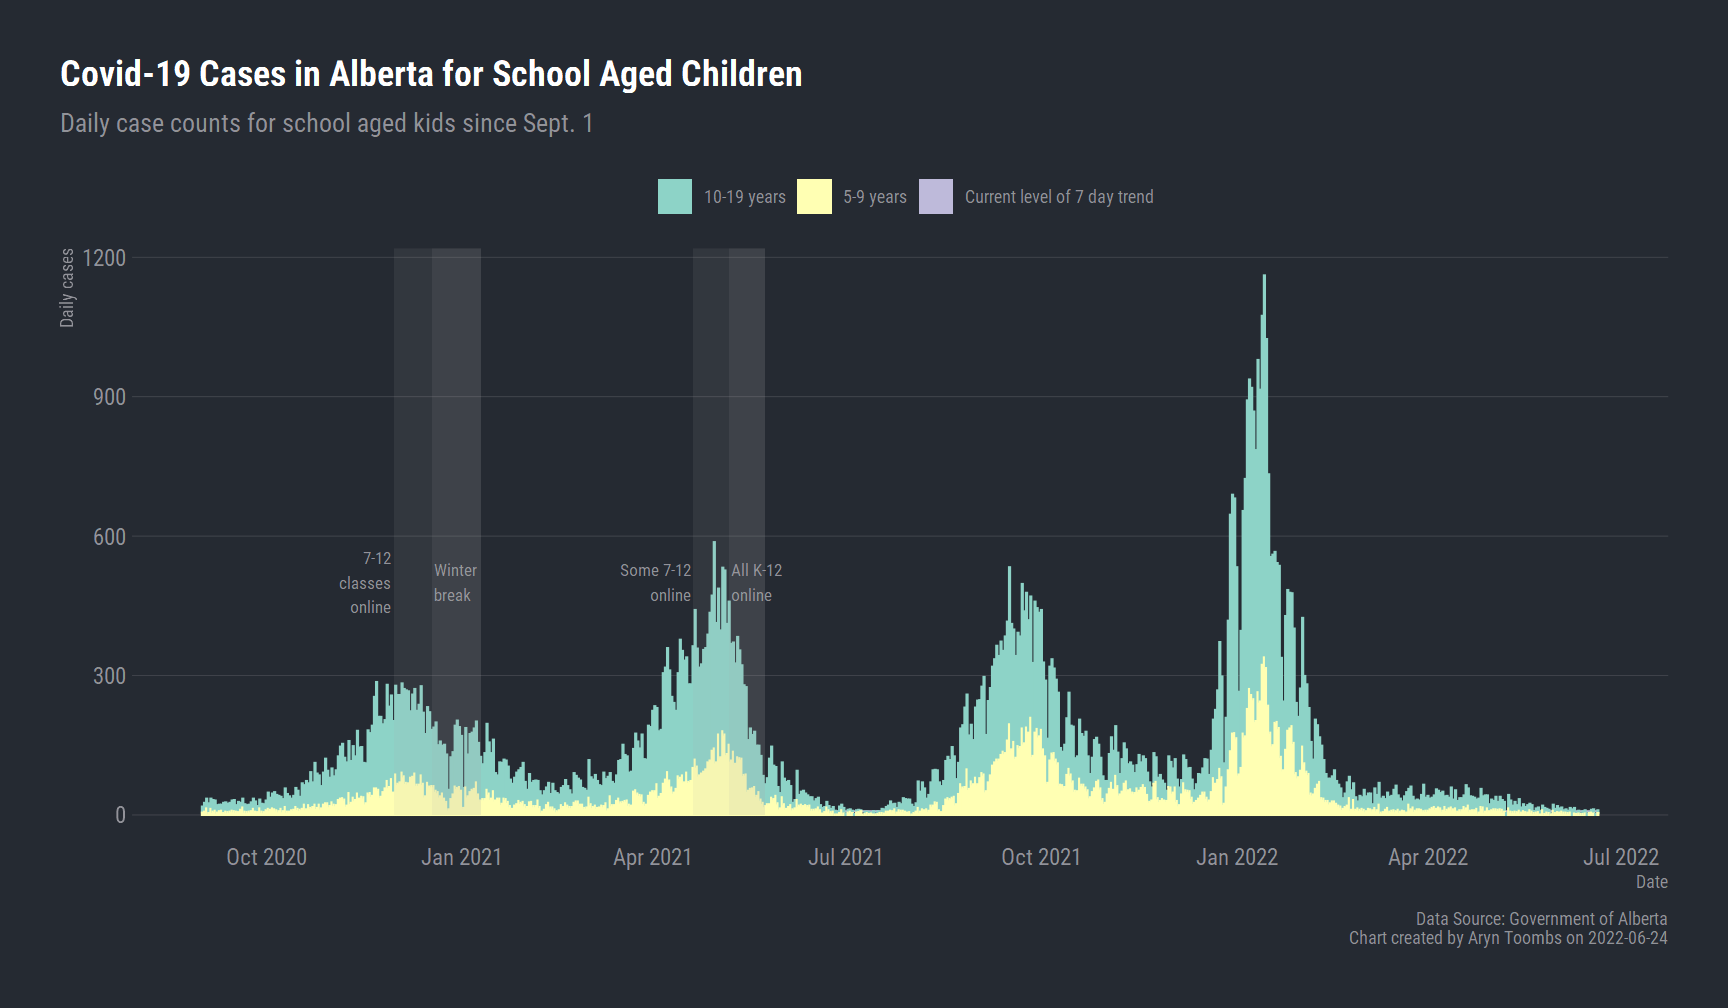 Covid-19 Cases in Alberta for School Aged Children
Daily case counts for school aged kids since Sept. 1
10-19 years
5-9 years
Current level of 7 day trend
Daily cases
1200
900
600
300
0
7-12
classes
online
Winter
break
Some 7-12
online
All K-12
online
Oct 2020
Jan 2021
Apr 2021
Jul 2021
Oct 2021
Jan 2022
Apr 2022
Jul 2022
Date
Data Source: Government of Alberta
Chart created by Aryn Toombs on 2022-06-24